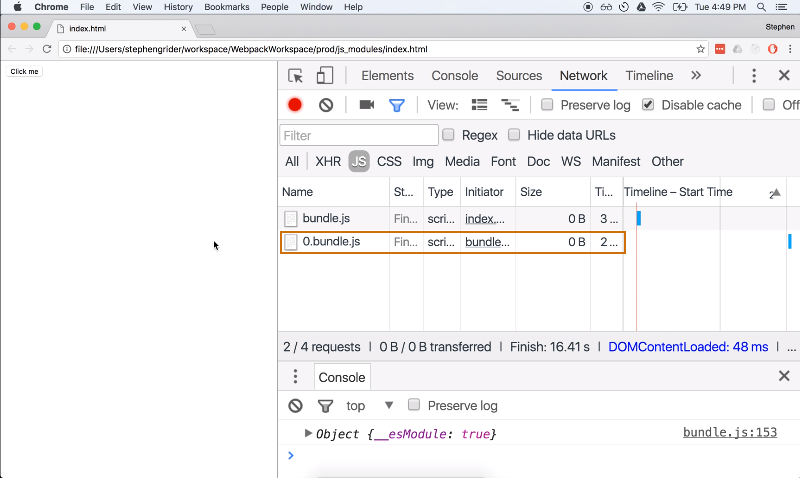 Chrome File Edit View History Bookmarks People Window Help Tue 4:49 PM
index.html Stephen
file:///Users/stephengrider/workspace/WebpackWorkspace/prod/js_modules/index.html
Click me
Elements Console Sources Network Timeline »
View: Preserve log Disable cache Off
Filter Regex Hide data URLs
All XHR JS CSS Img Media Font Doc WS Manifest Other
Name St... Type Initiator Size Ti... Timeline – Start Time
bundle.js Fin... scri... index.... 0 B 3 ...
0.bundle.js Fin... scri... bundle... 0 B 2 ...
2 / 4 requests | 0 B / 0 B transferred | Finish: 16.41 s | DOMContentLoaded: 48 ms | ...
Console
top Preserve log
Object {__esModule: true} bundle.js:153